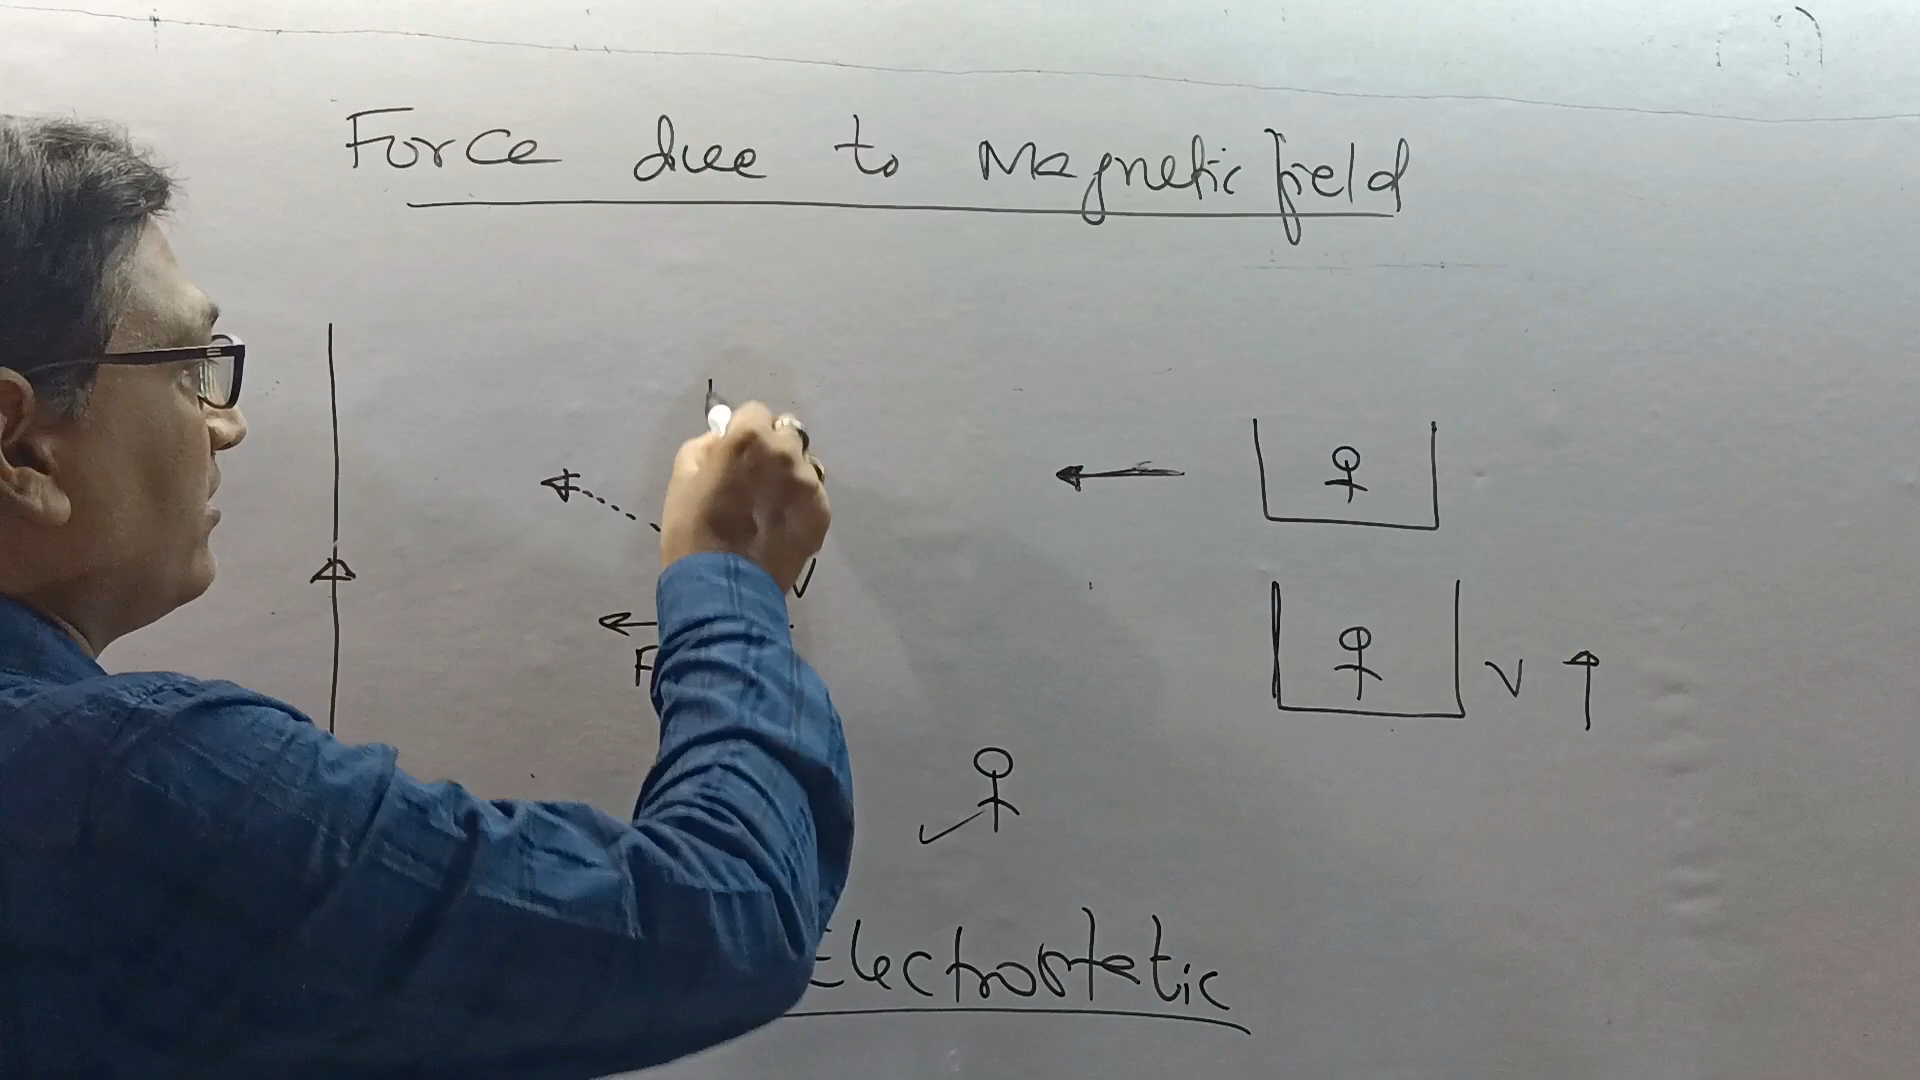 Force due to Magnetic field
V
F
V
Electrostatic